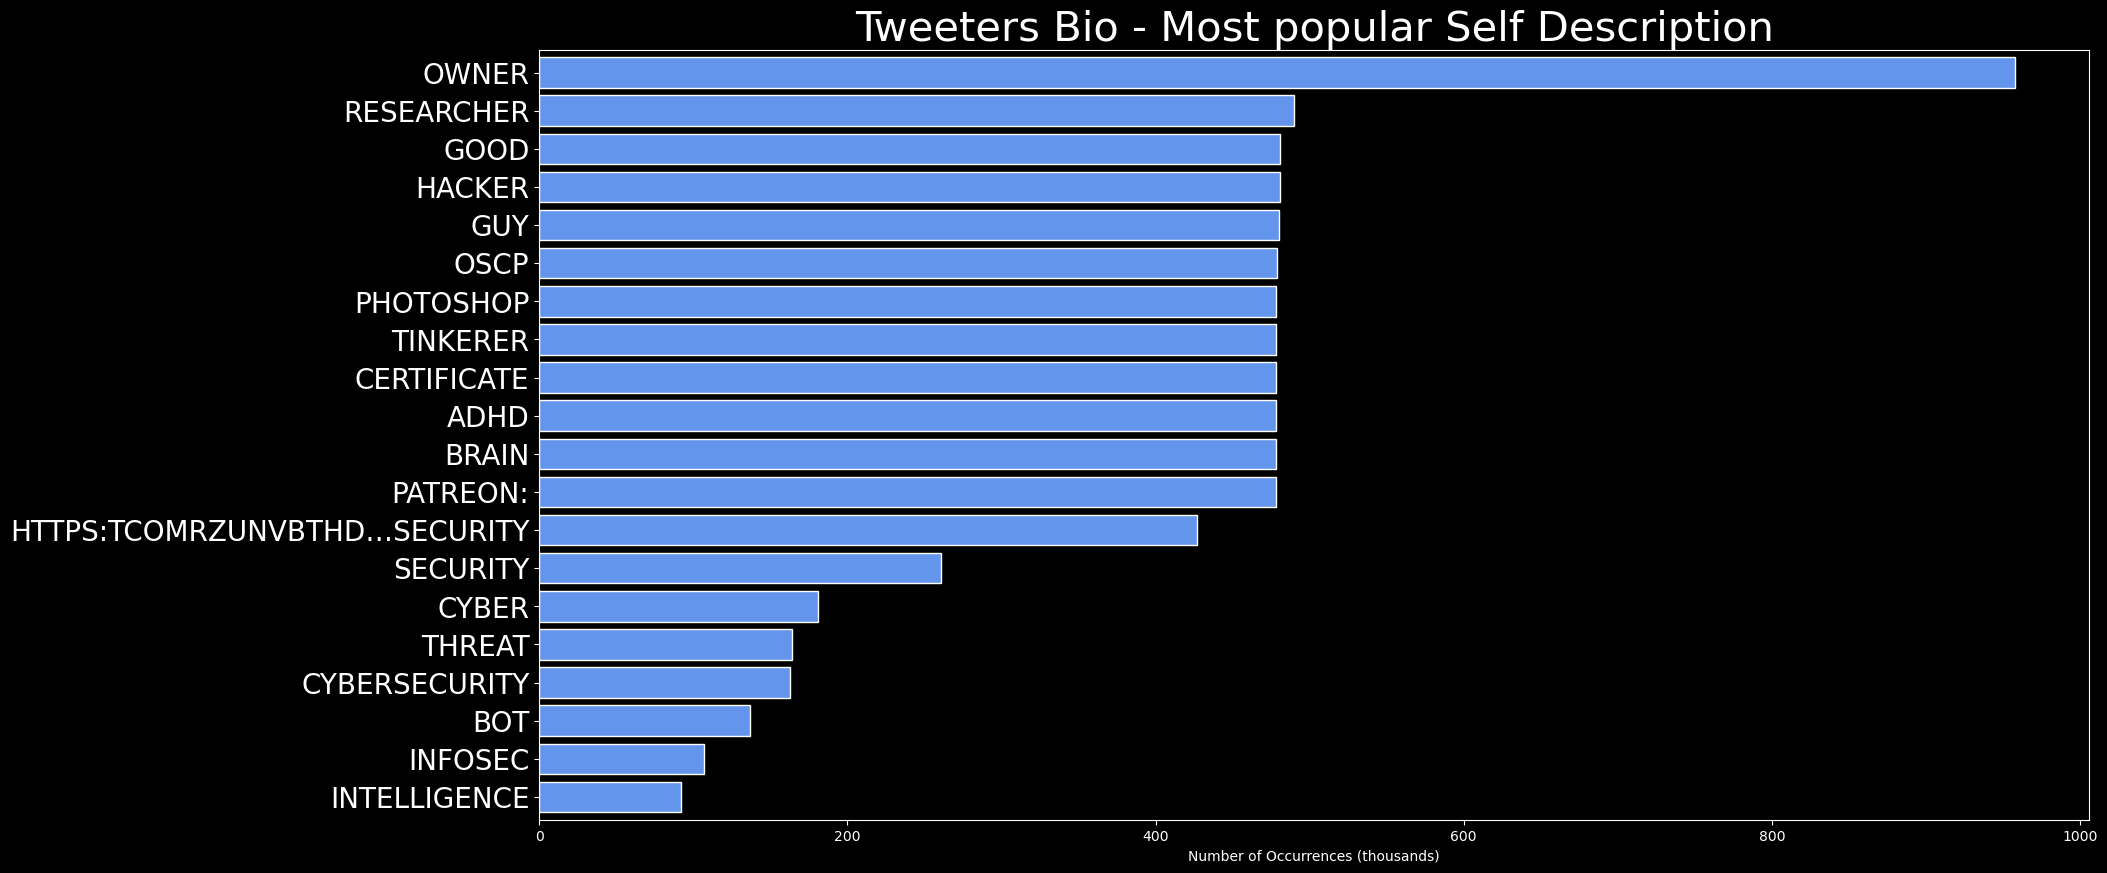 Tweeters Bio - Most popular Self Description
OWNER
RESEARCHER
GOOD
HACKER
GUY
OSCP
PHOTOSHOP
TINKERER
CERTIFICATE
ADHD
BRAIN
PATREON:
HTTPS:TCOMRZUNVBTHD...SECURITY
SECURITY
CYBER
THREAT
CYBERSECURITY
BOT
INFOSEC
INTELLIGENCE
0 200 400 600 800 1000
Number of Occurrences (thousands)